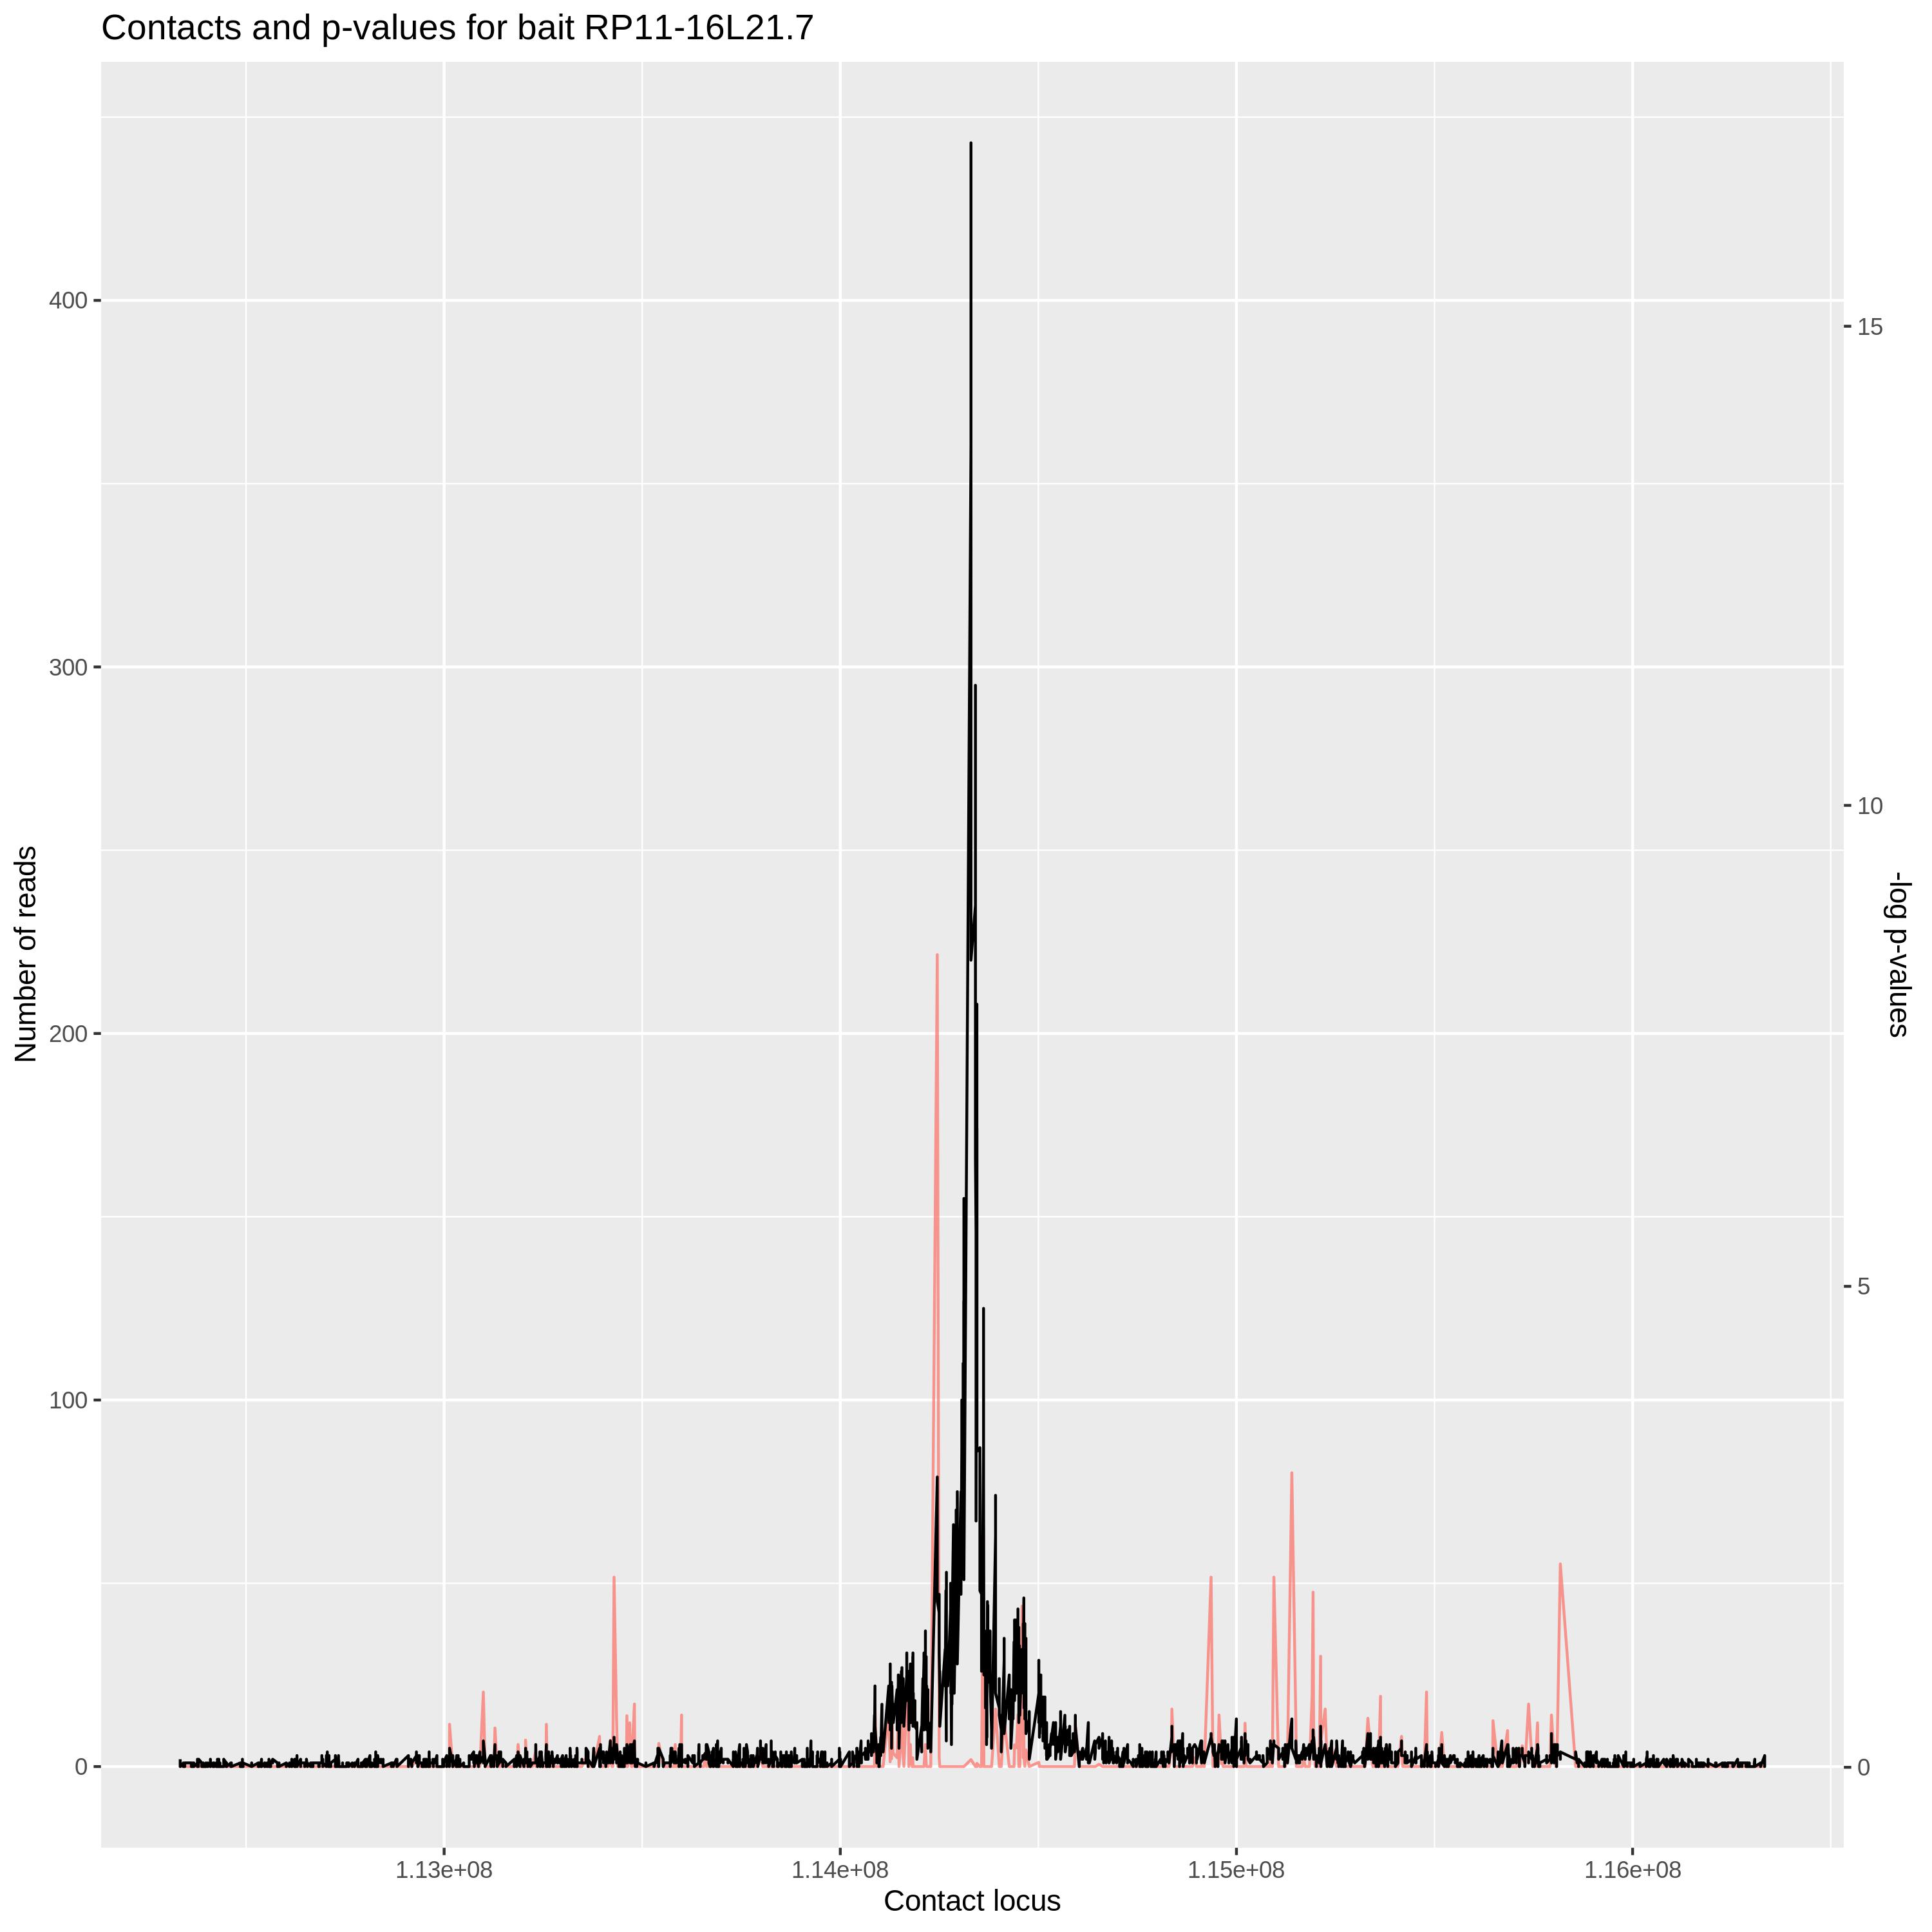 Contacts and p-values for bait RP11-16L21.7
Number of reads
400
300
200
100
0
15
10
5
0
-log p-values
1.13e+08
1.14e+08
1.15e+08
1.16e+08
Contact locus